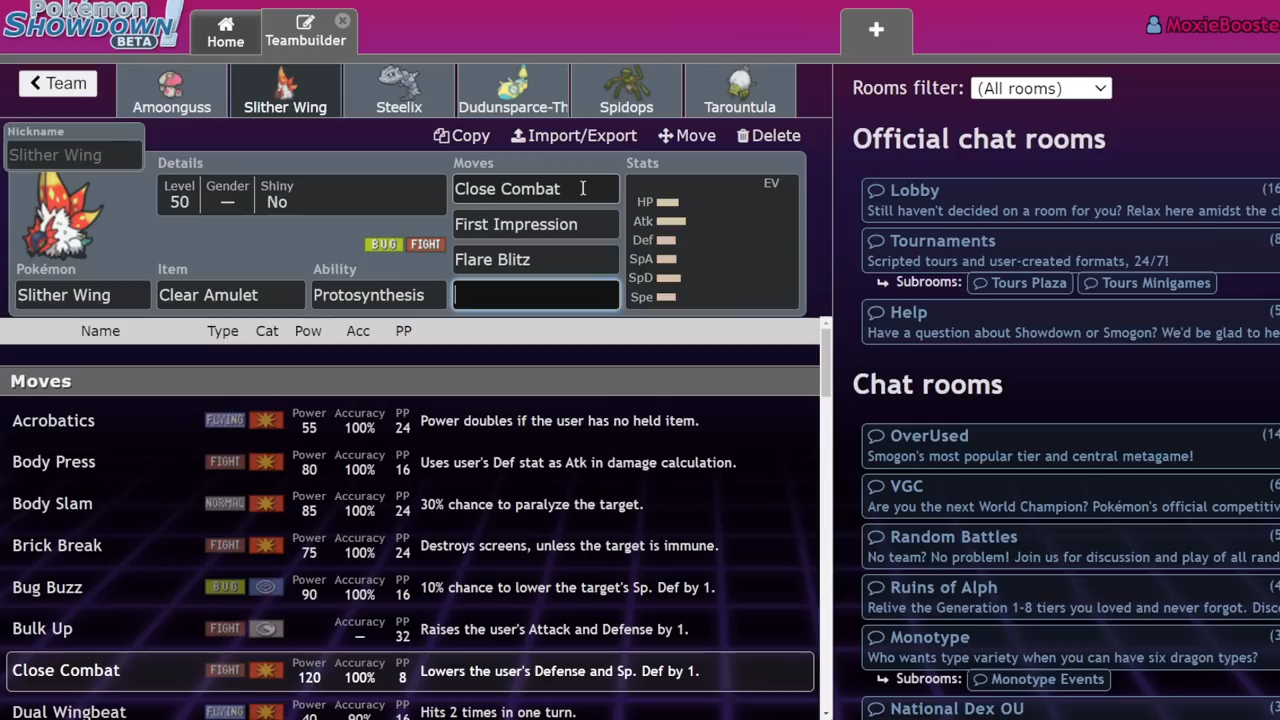 Pokémon
SHOWDOWN!
BETA
Home
Teambuilder
MoxieBooste
Team
Amoonguss
Slither Wing
Steelix
Dudunsparce-Th
Spidops
Tarountula
Rooms filter: (All rooms)
Nickname
Slither Wing
Copy
Import/Export
Move
Delete
Details
Level
50
Gender
—
Shiny
No
BUG FIGHT
Pokémon
Slither Wing
Item
Clear Amulet
Ability
Protosynthesis
Moves
Close Combat
First Impression
Flare Blitz
Stats
EV
HP
Atk
Def
SpA
SpD
Spe
Name Type Cat Pow Acc PP
Moves
Acrobatics FLYING Power 55 Accuracy 100% PP 24 Power doubles if the user has no held item.
Body Press FIGHT Power 80 Accuracy 100% PP 16 Uses user's Def stat as Atk in damage calculation.
Body Slam NORMAL Power 85 Accuracy 100% PP 24 30% chance to paralyze the target.
Brick Break FIGHT Power 75 Accuracy 100% PP 24 Destroys screens, unless the target is immune.
Bug Buzz BUG Power 90 Accuracy 100% PP 16 10% chance to lower the target's Sp. Def by 1.
Bulk Up FIGHT Accuracy — PP 32 Raises the user's Attack and Defense by 1.
Close Combat FIGHT Power 120 Accuracy 100% PP 8 Lowers the user's Defense and Sp. Def by 1.
Dual Wingbeat FLYING Power 40 Accuracy 90% PP 16 Hits 2 times in one turn.
Official chat rooms
Lobby (16
Still haven't decided on a room for you? Relax here amidst the c
Tournaments (8
Scripted tours and user-created formats, 24/7!
Subrooms: Tours Plaza Tours Minigames
Help (5
Have a question about Showdown or Smogon? We'd be glad to he
Chat rooms
OverUsed (14
Smogon's most popular tier and central metagame!
VGC (6
Are you the next World Champion? Pokémon's official competitiv
Random Battles (5
No team? No problem! Join us for discussion and play of all rand
Ruins of Alph (4
Relive the Generation 1-8 tiers you loved and never forgot. Disc
Monotype (3
Who wants type variety when you can have six dragon types?
Subrooms: Monotype Events
National Dex OU (2